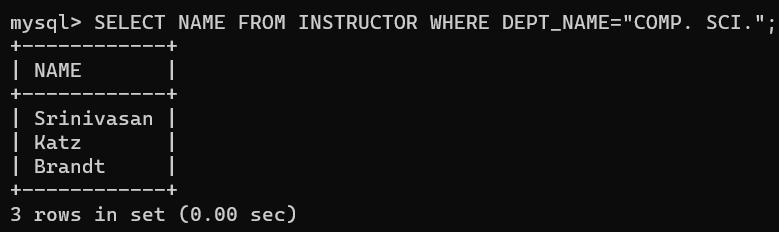 mysql> SELECT NAME FROM INSTRUCTOR WHERE DEPT_NAME="COMP. SCI.";
+------------+
| NAME       |
+------------+
| Srinivasan |
| Katz       |
| Brandt     |
+------------+
3 rows in set (0.00 sec)